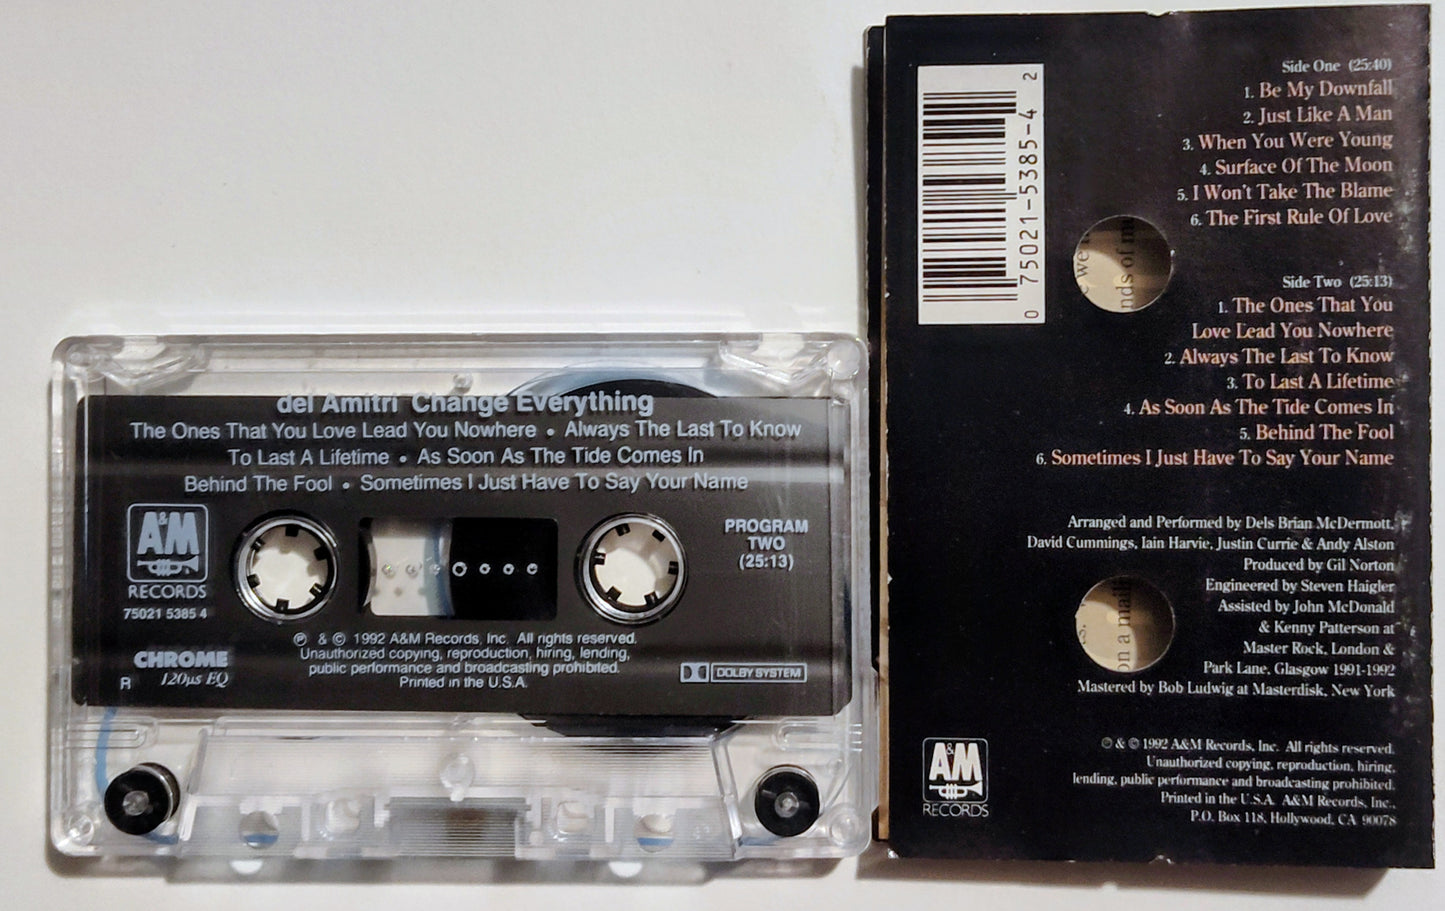 del Amitri Change Everything
The Ones That You Love Lead You Nowhere • Always The Last To Know
To Last A Lifetime • As Soon As The Tide Comes In
Behind The Fool • Sometimes I Just Have To Say Your Name
A&M
RECORDS
75021 5385 4
PROGRAM
TWO
(25:13)
CHROME
120µs EQ
R
℗ & © 1992 A&M Records, Inc. All rights reserved.
Unauthorized copying, reproduction, hiring, lending,
public performance and broadcasting prohibited.
Printed in the U.S.A.
DOLBY SYSTEM
0 75021-5385-4 2
Side One (25:40)
1. Be My Downfall
2. Just Like A Man
3. When You Were Young
4. Surface Of The Moon
5. I Won't Take The Blame
6. The First Rule Of Love
Side Two (25:13)
1. The Ones That You
Love Lead You Nowhere
2. Always The Last To Know
3. To Last A Lifetime
4. As Soon As The Tide Comes In
5. Behind The Fool
6. Sometimes I Just Have To Say Your Name
Arranged and Performed by Dels Brian McDermott,
David Cummings, Iain Harvie, Justin Currie & Andy Alston
Produced by Gil Norton
Engineered by Steven Haigler
Assisted by John McDonald
& Kenny Patterson at
Master Rock, London &
Park Lane, Glasgow 1991-1992
Mastered by Bob Ludwig at Masterdisk, New York
A&M
RECORDS
℗ & © 1992 A&M Records, Inc. All rights reserved.
Unauthorized copying, reproduction, hiring,
lending, public performance and broadcasting prohibited.
Printed in the U.S.A. A&M Records, Inc.,
P.O. Box 118, Hollywood, CA 90078